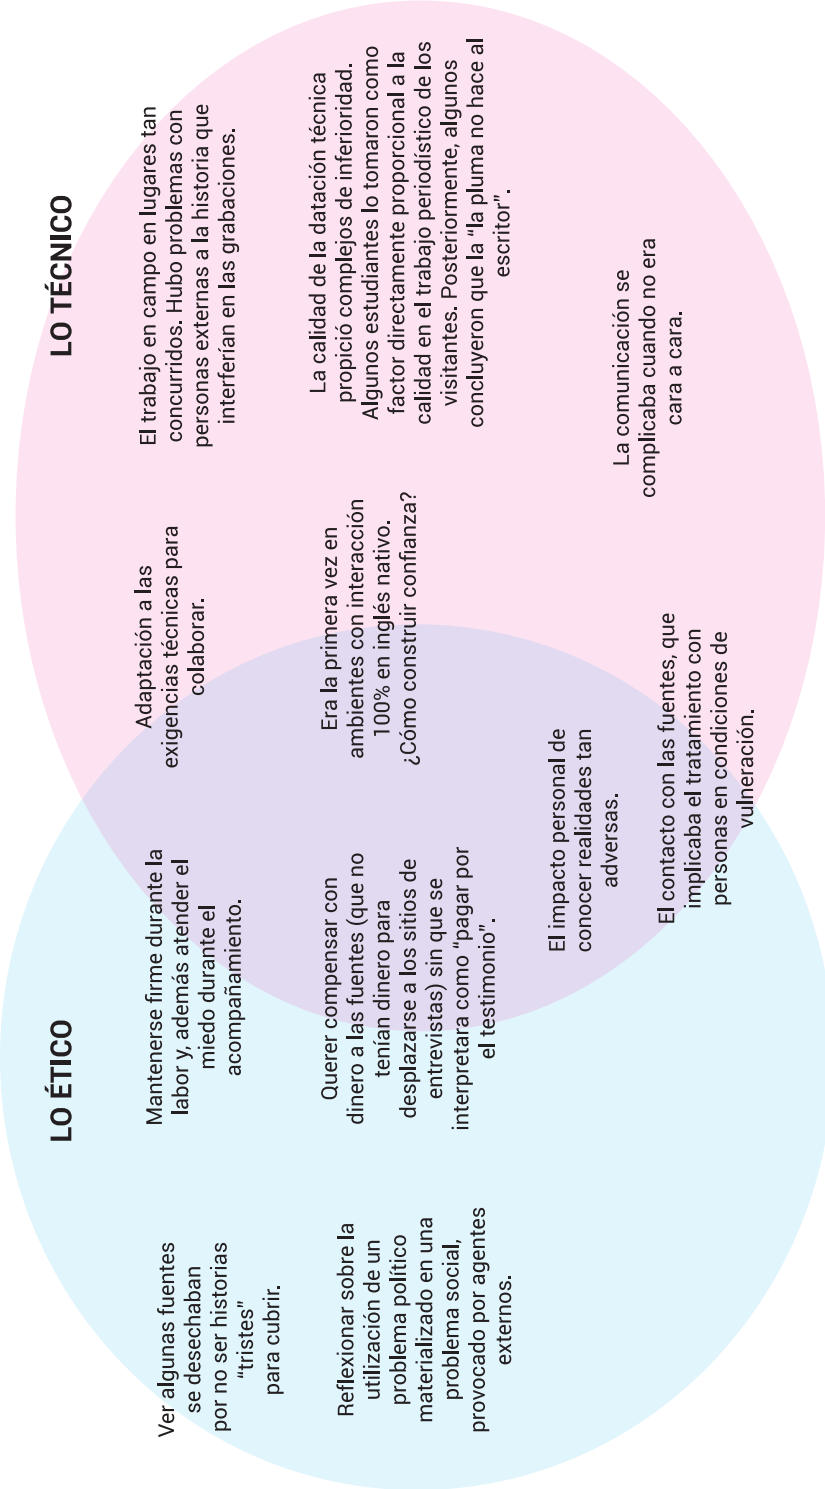 LO ÉTICO
LO TÉCNICO
Ver algunas fuentes
se desechaban
por no ser historias
“tristes”
para cubrir.
Reflexionar sobre la
utilización de un
problema político
materializado en una
problema social,
provocado por agentes
externos.
Mantenerse firme durante la
labor y, además atender el
miedo durante el
acompañamiento.
Querer compensar con
dinero a las fuentes (que no
tenían dinero para
desplazarse a los sitios de
entrevistas) sin que se
interpretara como “pagar por
el testimonio”.
El impacto personal de
conocer realidades tan
adversas.
El contacto con las fuentes, que
implicaba el tratamiento con
personas en condiciones de
vulneración.
Adaptación a las
exigencias técnicas para
colaborar.
Era la primera vez en
ambientes con interacción
100% en inglés nativo.
¿Cómo construir confianza?
El trabajo en campo en lugares tan
concurridos. Hubo problemas con
personas externas a la historia que
interferían en las grabaciones.
La calidad de la datación técnica
propició complejos de inferioridad.
Algunos estudiantes lo tomaron como
factor directamente proporcional a la
calidad en el trabajo periodístico de los
visitantes. Posteriormente, algunos
concluyeron que la “la pluma no hace al
escritor”.
La comunicación se
complicaba cuando no era
cara a cara.